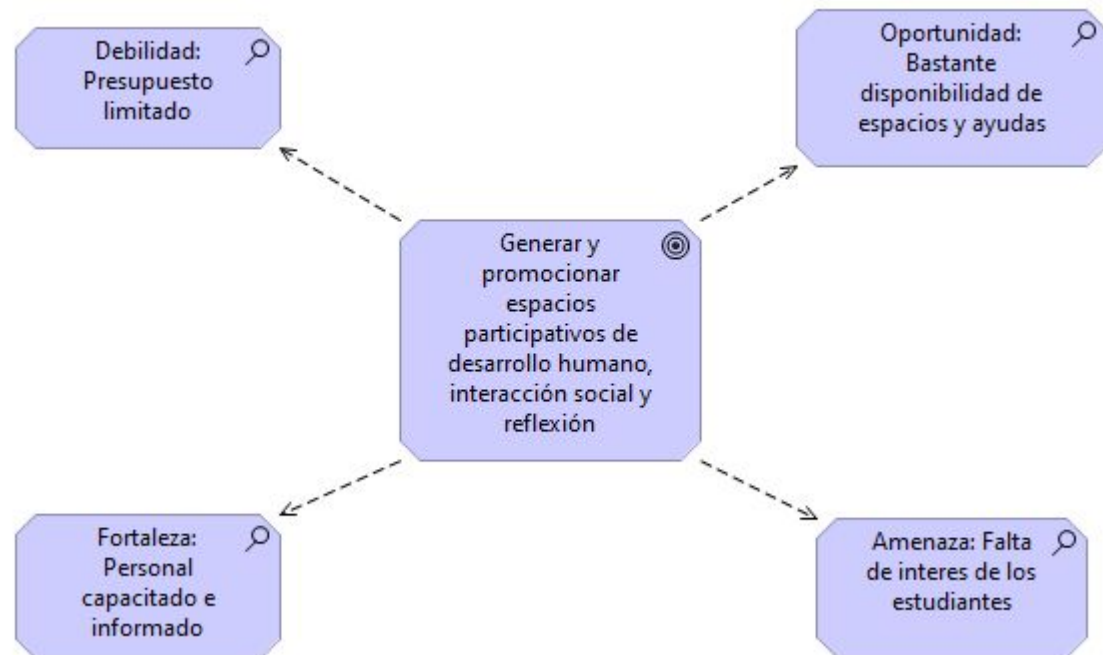 Debilidad:
Presupuesto
limitado
Oportunidad:
Bastante
disponibilidad de
espacios y ayudas
Generar y
promocionar
espacios
participativos de
desarrollo humano,
interacción social y
reflexión
Fortaleza:
Personal
capacitado e
informado
Amenaza: Falta
de interes de los
estudiantes